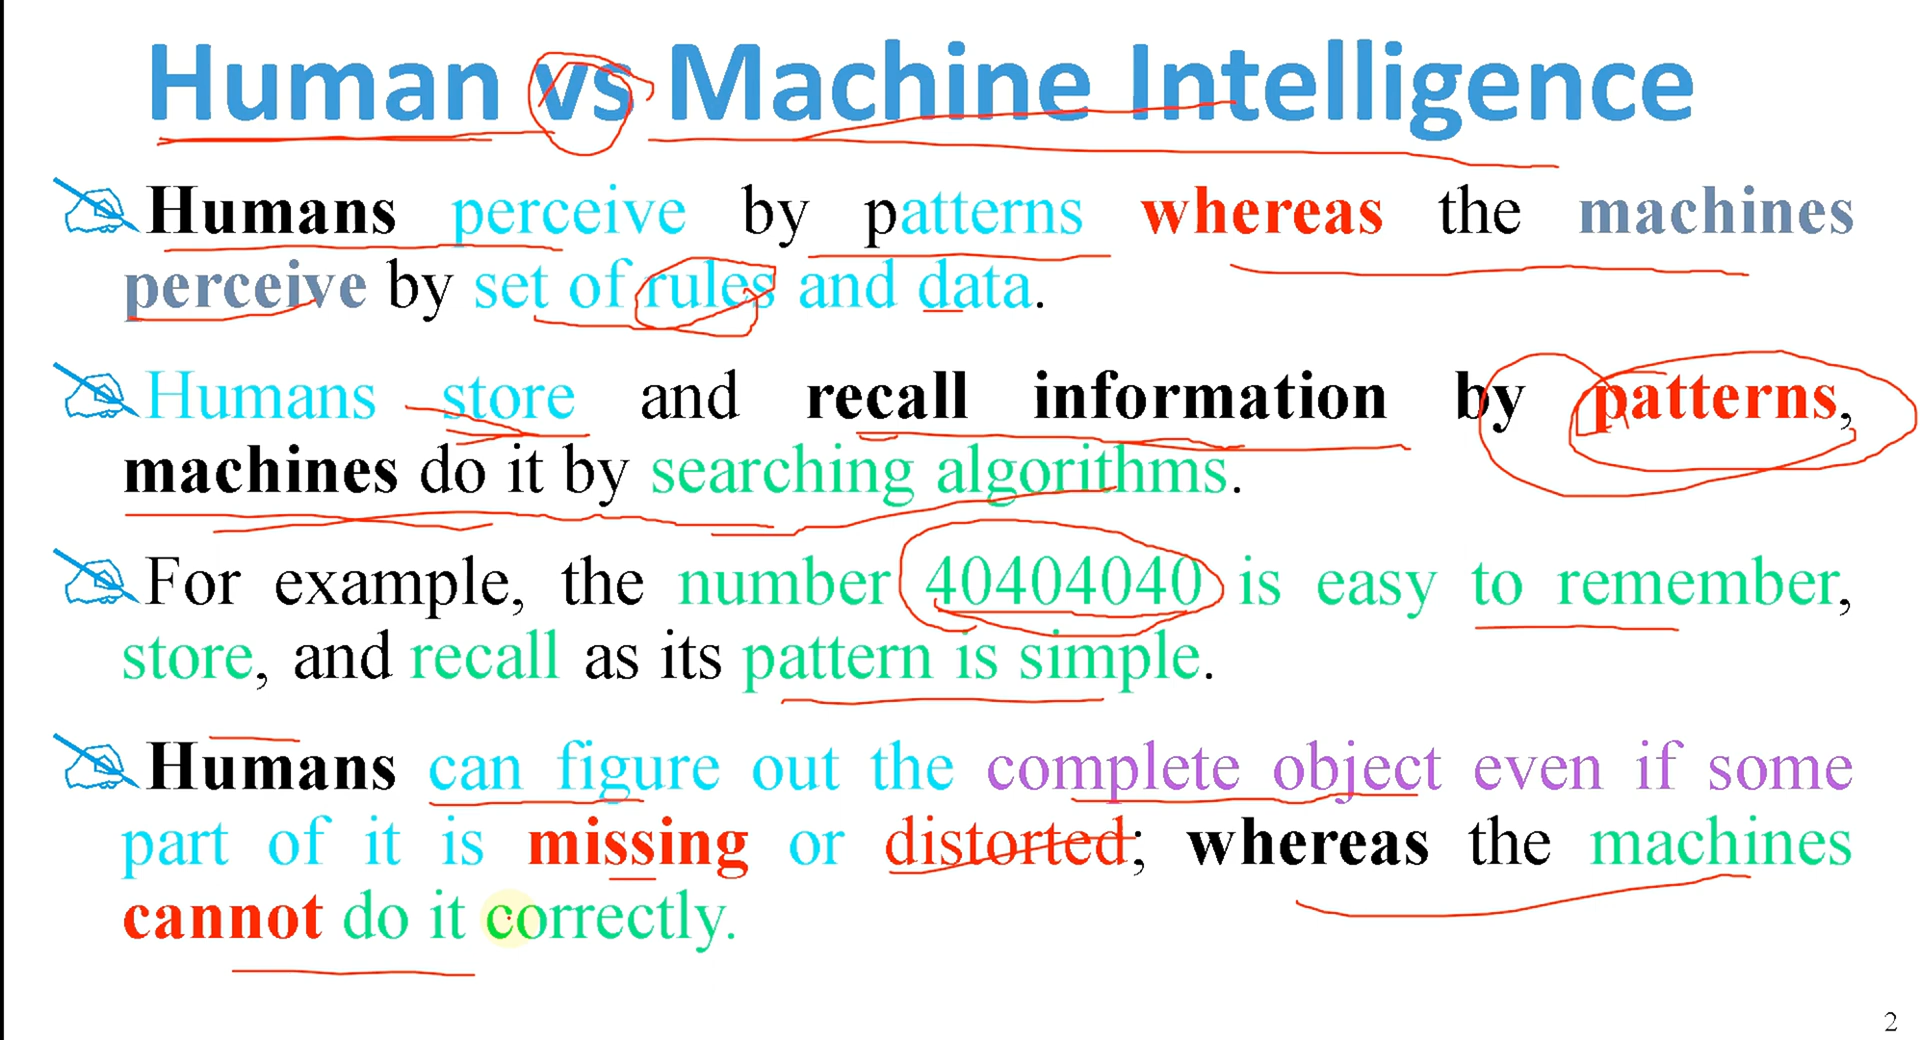 Human vs Machine Intelligence
Humans perceive by patterns whereas the machines
perceive by set of rules and data.
Humans store and recall information by patterns,
machines do it by searching algorithms.
For example, the number 40404040 is easy to remember,
store, and recall as its pattern is simple.
Humans can figure out the complete object even if some
part of it is missing or distorted; whereas the machines
cannot do it correctly.
2